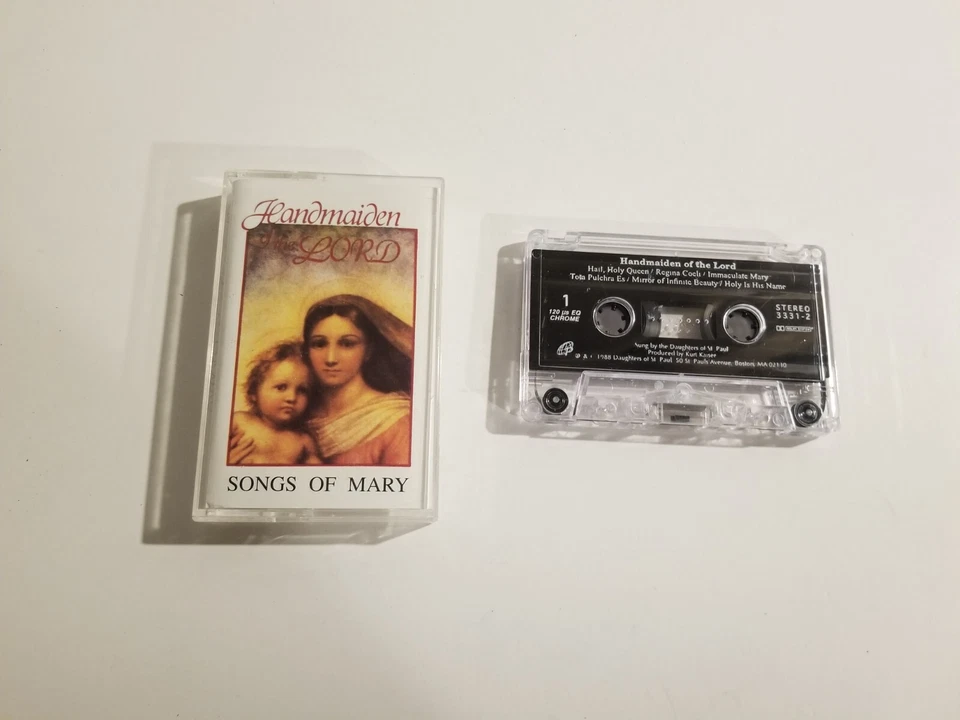 Handmaiden
of the LORD
SONGS OF MARY
Handmaiden of the Lord
Hail, Holy Queen / Regina Coeli / Immaculate Mary
Tota Pulchra Es / Mirror of Infinite Beauty / Holy Is His Name
1
120 µs EQ
CHROME
STEREO
3331-2
Sung by the Daughters of St. Paul
Produced by Kurt Kaiser
1988 Daughters of St. Paul 50 St. Pauls Avenue, Boston, MA 02130